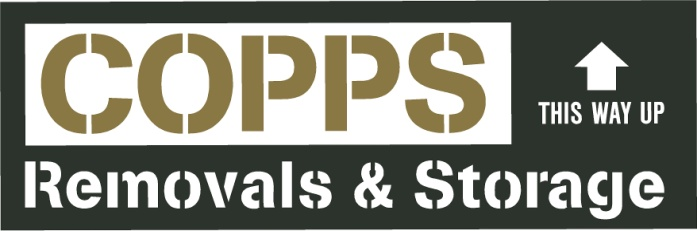 COPPS
THIS WAY UP
Removals & Storage